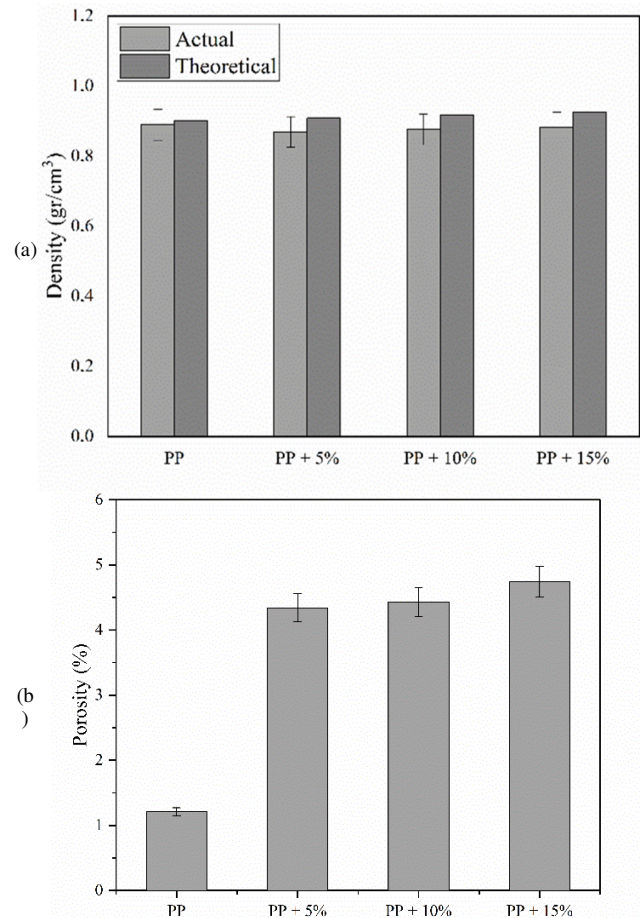 1.2
Actual
Theoretical
1.0
0.8
0.6
0.4
0.2
0.0
Density (gr/cm³)
(a)
PP
PP + 5%
PP + 10%
PP + 15%
6
5
4
3
2
1
0
Porosity (%)
(b
)
PP
PP + 5%
PP + 10%
PP + 15%